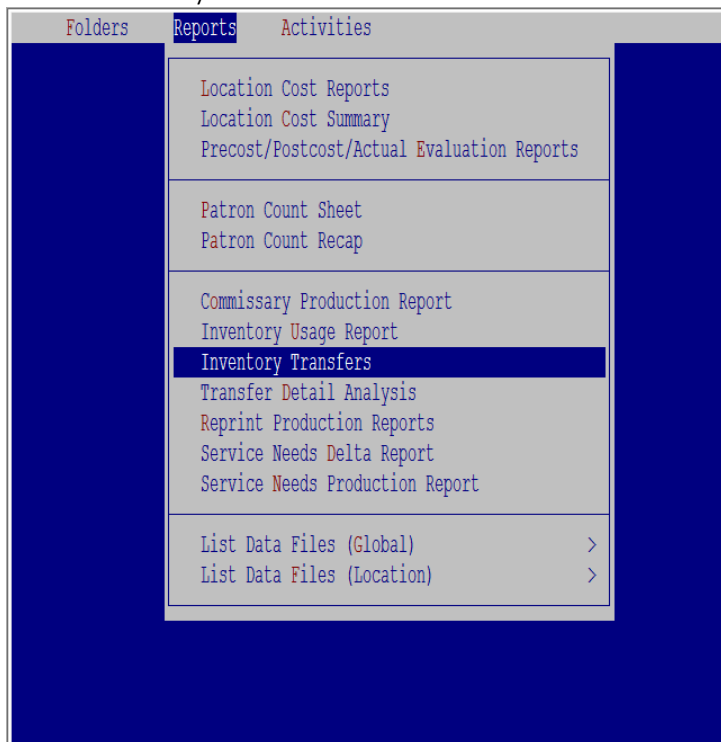 Folders Reports Activities
Location Cost Reports
Location Cost Summary
Precost/Postcost/Actual Evaluation Reports
Patron Count Sheet
Patron Count Recap
Commissary Production Report
Inventory Usage Report
Inventory Transfers
Transfer Detail Analysis
Reprint Production Reports
Service Needs Delta Report
Service Needs Production Report
List Data Files (Global) >
List Data Files (Location) >